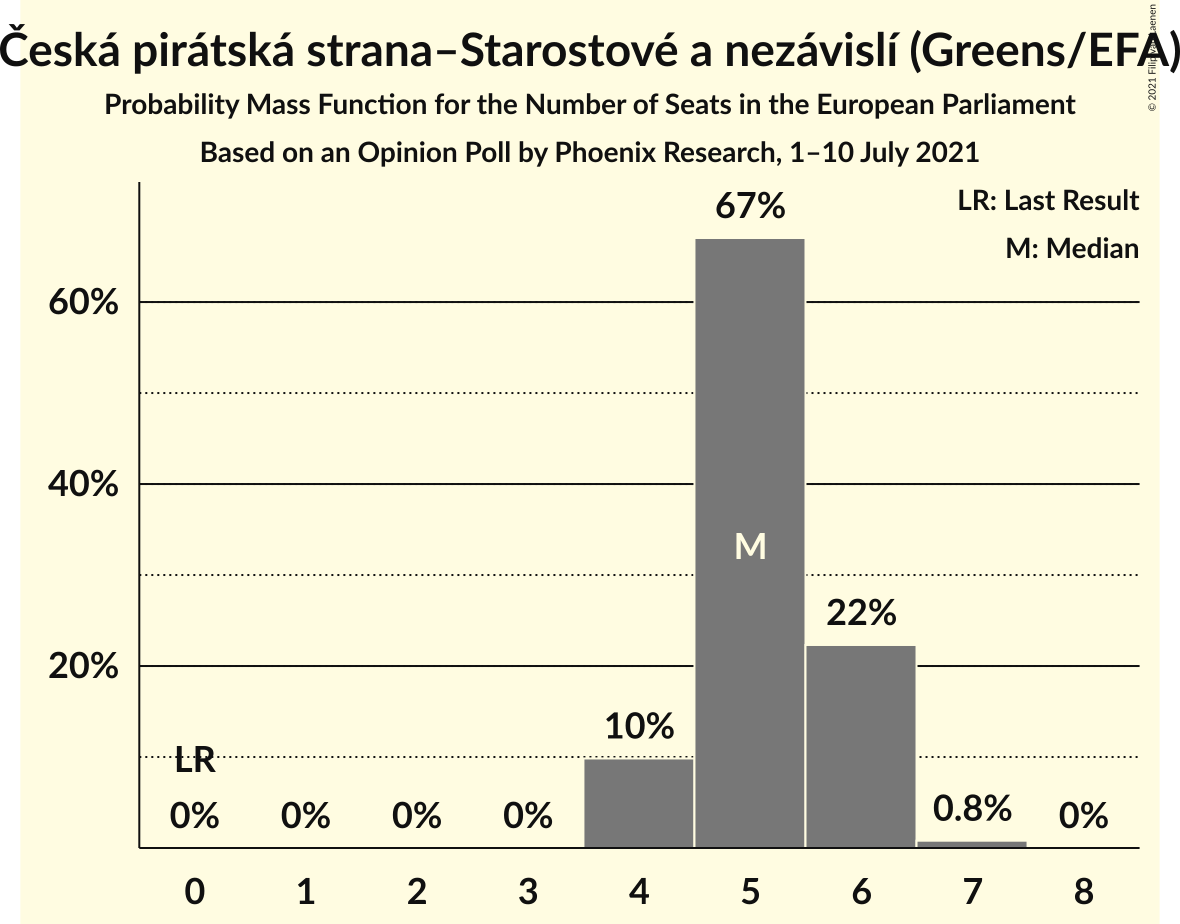 Česká pirátská strana–Starostové a nezávislí (Greens/EFA)
Probability Mass Function for the Number of Seats in the European Parliament
Based on an Opinion Poll by Phoenix Research, 1–10 July 2021
© 2021 Filip
LR: Last Result
M: Median
67%
60%
40%
M
22%
20%
10%
LR
0% 0% 0% 0% 0.8% 0%
0 1 2 3 4 5 6 7 8